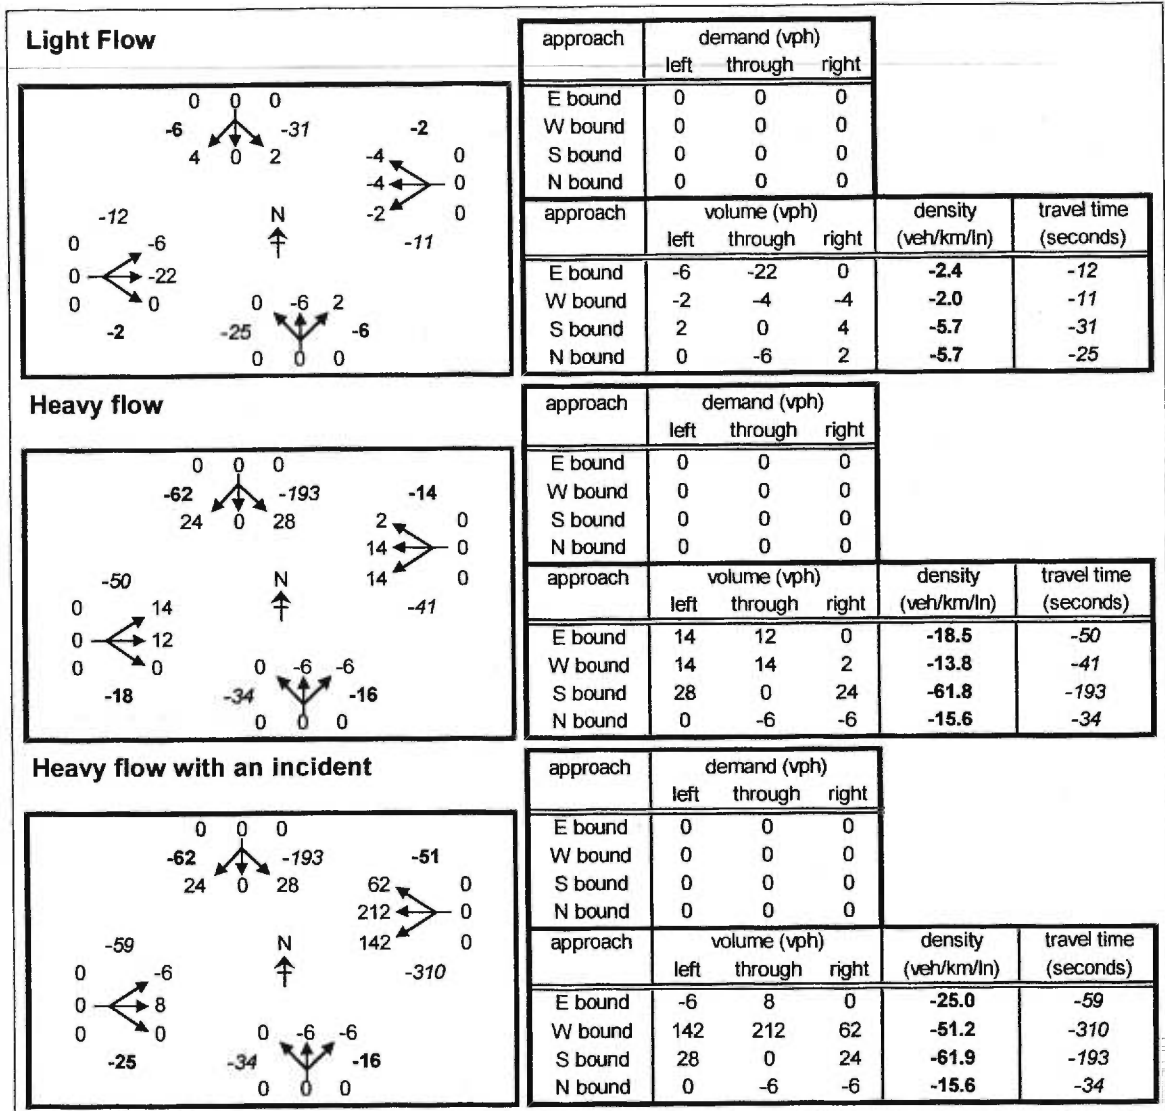 Light Flow
0 0 0
-6 -31
4 0 2
-2
-4 0
-4 0
-2 0
-11
N
-12
0 -6
0 -22
0 0
-2
0 -6 2
-25 -6
0 0 0
approach demand (vph)
left through right
E bound 0 0 0
W bound 0 0 0
S bound 0 0 0
N bound 0 0 0
approach volume (vph) density travel time
left through right (veh/km/ln) (seconds)
E bound -6 -22 0 -2.4 -12
W bound -2 -4 -4 -2.0 -11
S bound 2 0 4 -5.7 -31
N bound 0 -6 2 -5.7 -25
Heavy flow
0 0 0
-62 -193
24 0 28
-14
2 0
14 0
14 0
-41
N
-50
0 14
0 12
0 0
-18
0 -6 -6
-34 -16
0 0 0
approach demand (vph)
left through right
E bound 0 0 0
W bound 0 0 0
S bound 0 0 0
N bound 0 0 0
approach volume (vph) density travel time
left through right (veh/km/ln) (seconds)
E bound 14 12 0 -18.5 -50
W bound 14 14 2 -13.8 -41
S bound 28 0 24 -61.8 -193
N bound 0 -6 -6 -15.6 -34
Heavy flow with an incident
0 0 0
-62 -193
24 0 28
-51
62 0
212 0
142 0
-310
N
-59
0 -6
0 8
0 0
-25
0 -6 -6
-34 -16
0 0 0
approach demand (vph)
left through right
E bound 0 0 0
W bound 0 0 0
S bound 0 0 0
N bound 0 0 0
approach volume (vph) density travel time
left through right (veh/km/ln) (seconds)
E bound -6 8 0 -25.0 -59
W bound 142 212 62 -51.2 -310
S bound 28 0 24 -61.9 -193
N bound 0 -6 -6 -15.6 -34